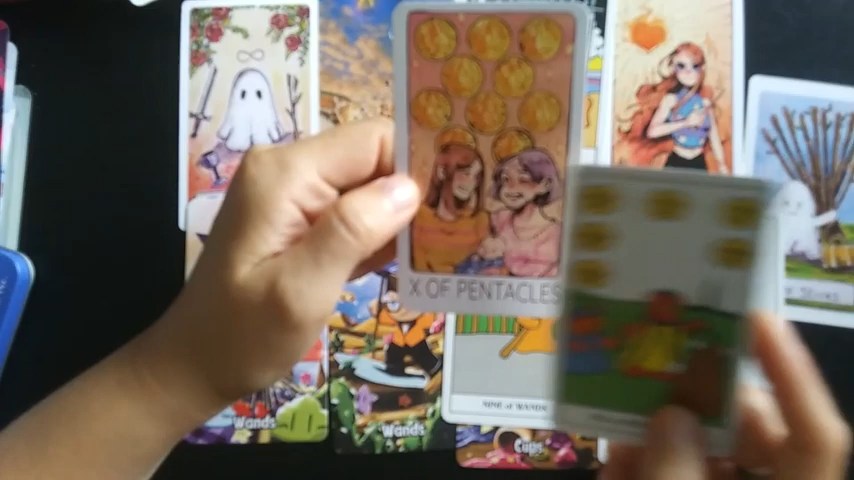 X OF PENTACLES
NINE of WANDS
Wands
Wands
Cups